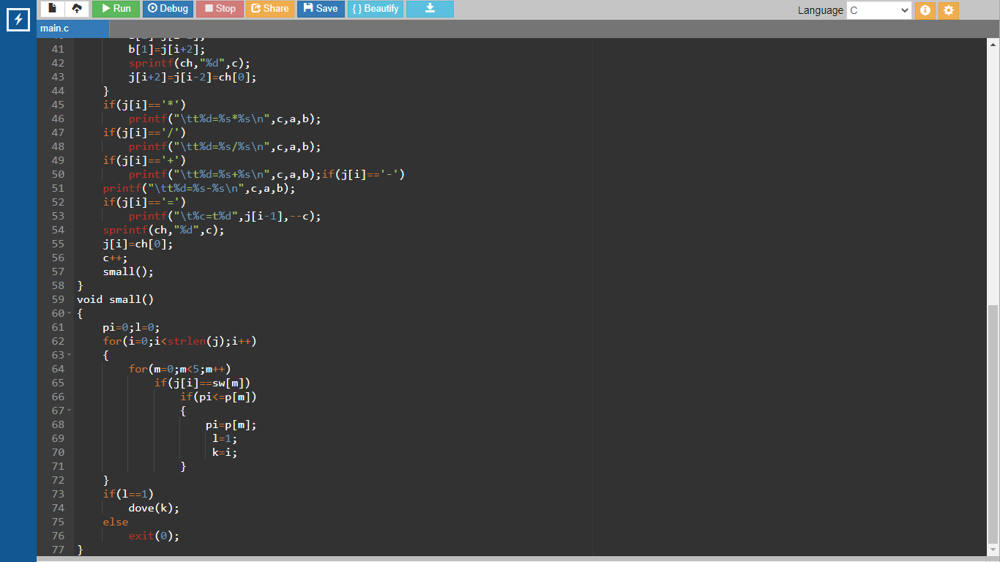 Run Debug Stop Share Save { } Beautify Language C
main.c
41 b[1]=j[i+2];
42 sprintf(ch,"%d",c);
43 j[i+2]=j[i-2]=ch[0];
44 }
45 if(j[i]=='*')
46 printf("\tt%d=%s*%s\n",c,a,b);
47 if(j[i]=='/')
48 printf("\tt%d=%s/%s\n",c,a,b);
49 if(j[i]=='+')
50 printf("\tt%d=%s+%s\n",c,a,b);if(j[i]=='-')
51 printf("\tt%d=%s-%s\n",c,a,b);
52 if(j[i]=='=')
53 printf("\t%c=t%d",j[i-1],--c);
54 sprintf(ch,"%d",c);
55 j[i]=ch[0];
56 c++;
57 small();
58 }
59 void small()
60 {
61 pi=0;l=0;
62 for(i=0;i<strlen(j);i++)
63 {
64 for(m=0;m<5;m++)
65 if(j[i]==sw[m])
66 if(pi<=p[m])
67 {
68 pi=p[m];
69 l=1;
70 k=i;
71 }
72 }
73 if(l==1)
74 dove(k);
75 else
76 exit(0);
77 }